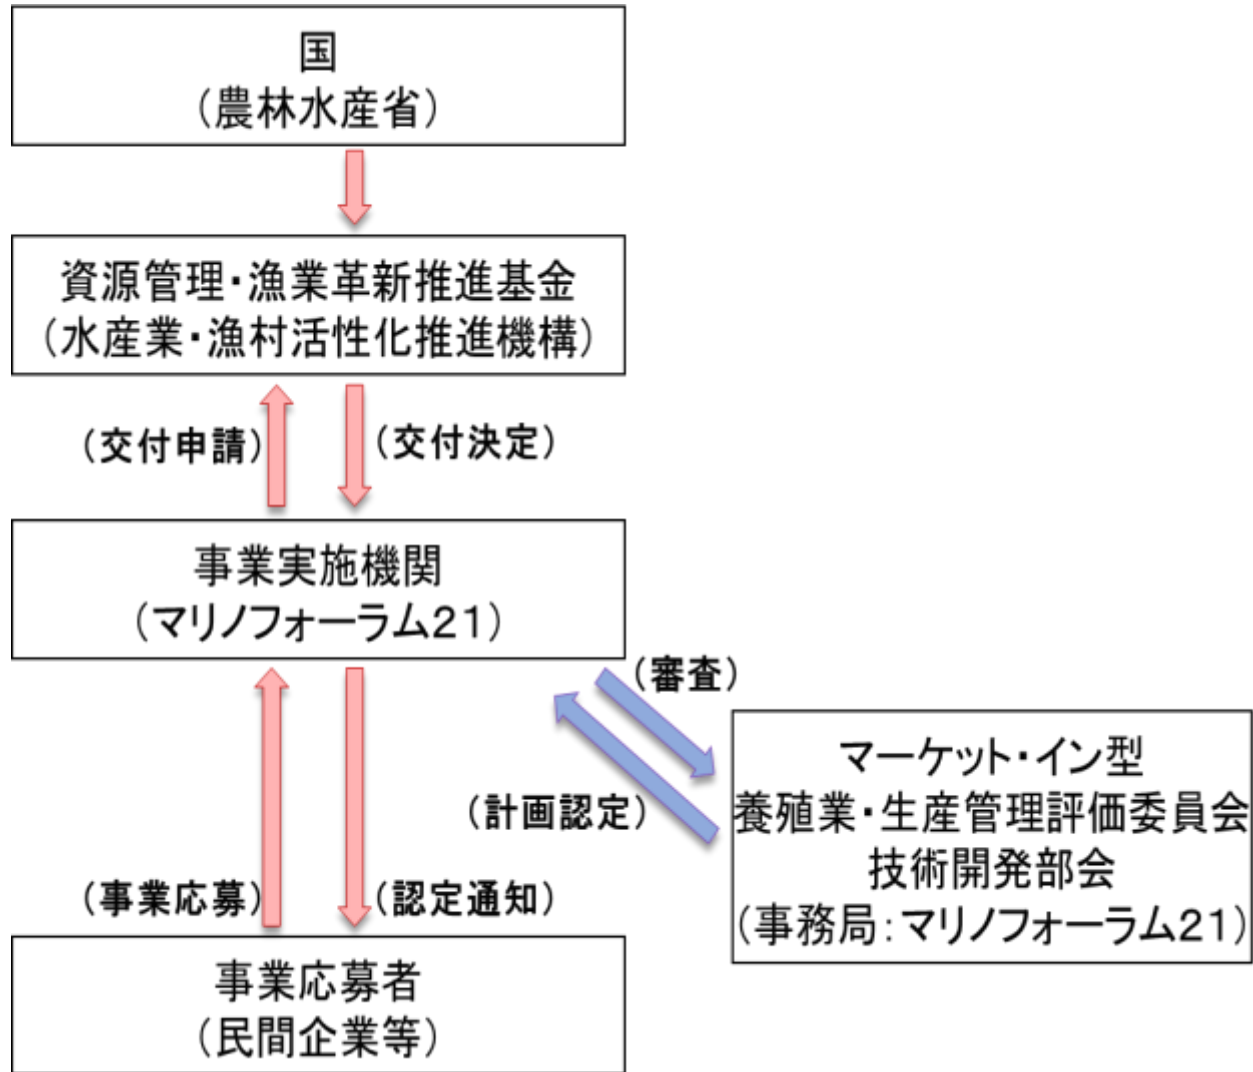 国
（農林水産省）
資源管理・漁業革新推進基金
（水産業・漁村活性化推進機構）
（交付申請）
（交付決定）
事業実施機関
（マリノフォーラム２１）
（審査）
（計画認定）
マーケット・イン型
養殖業・生産管理評価委員会
技術開発部会
（事務局：マリノフォーラム２１）
（事業応募）
（認定通知）
事業応募者
（民間企業等）